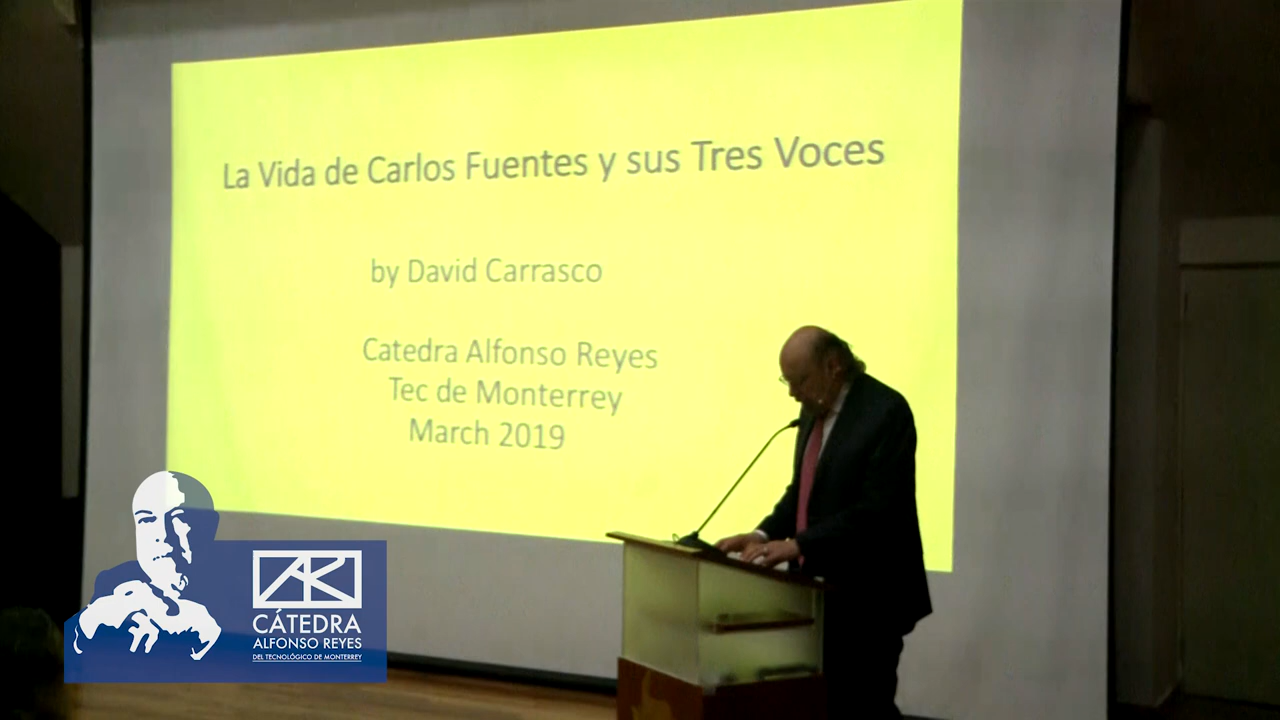 La Vida de Carlos Fuentes y sus Tres Voces
by David Carrasco
Catedra Alfonso Reyes
Tec de Monterrey
March 2019
AR
CÁTEDRA
ALFONSO REYES
DEL TECNOLÓGICO DE MONTERREY